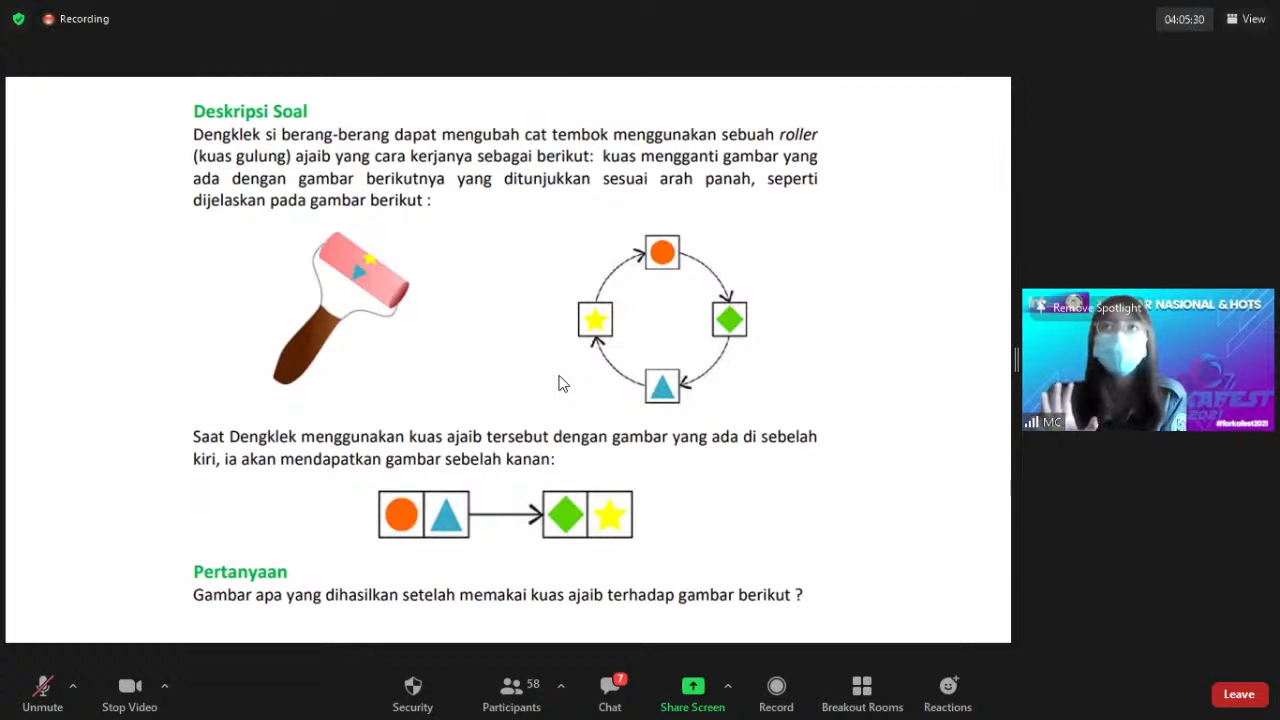 Recording
04:05:30
View
Deskripsi Soal
Dengklek si berang-berang dapat mengubah cat tembok menggunakan sebuah roller
(kuas gulung) ajaib yang cara kerjanya sebagai berikut: kuas mengganti gambar yang
ada dengan gambar berikutnya yang ditunjukkan sesuai arah panah, seperti
dijelaskan pada gambar berikut :
Saat Dengklek menggunakan kuas ajaib tersebut dengan gambar yang ada di sebelah
kiri, ia akan mendapatkan gambar sebelah kanan:
Pertanyaan
Gambar apa yang dihasilkan setelah memakai kuas ajaib terhadap gambar berikut ?
Remove Spotlight
R NASIONAL & HOTS
2021
#forkafest2021
MC
Unmute
Stop Video
Security
58
Participants
7
Chat
Share Screen
Record
Breakout Rooms
Reactions
Leave